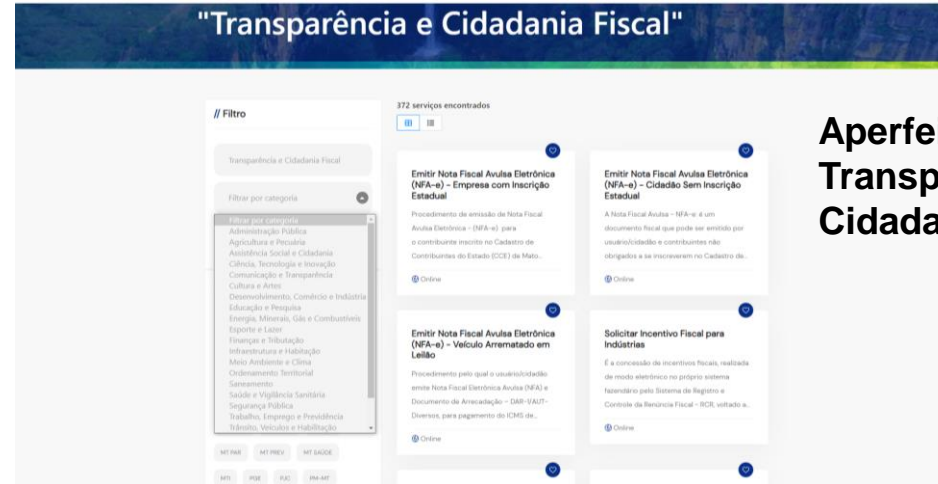 "Transparência e Cidadania Fiscal"
// Filtro
Transparência e Cidadania Fiscal
Filtrar por categoria
Filtrar por categoria
Administração Pública
Agricultura e Pecuária
Assistência Social e Cidadania
Ciência, Tecnologia e Inovação
Comunicação e Transparência
Cultura e Artes
Desenvolvimento, Comércio e Indústria
Educação e Pesquisa
Energia, Minerais, Gás e Combustíveis
Esporte e Lazer
Finanças e Tributação
Infraestrutura e Habitação
Meio Ambiente e Clima
Ordenamento Territorial
Saneamento
Saúde e Vigilância Sanitária
Segurança Pública
Trabalho, Emprego e Previdência
Trânsito, Veículos e Habilitação
MT PAR MT PREV MT SAÚDE
MTI PGE PJC PM-MT
372 serviços encontrados
Emitir Nota Fiscal Avulsa Eletrônica
(NFA-e) - Empresa com Inscrição
Estadual
Procedimento de emissão de Nota Fiscal
Avulsa Eletrônica - (NFA-e) para
o contribuinte inscrito no Cadastro de
Contribuintes do Estado (CCE) de Mato...
Online
Emitir Nota Fiscal Avulsa Eletrônica
(NFA-e) - Cidadão Sem Inscrição
Estadual
A Nota Fiscal Avulsa - NFA-e é um
documento fiscal que pode ser emitido por
usuário/cidadão e contribuintes não
obrigados a se inscreverem no Cadastro de...
Online
Emitir Nota Fiscal Avulsa Eletrônica
(NFA-e) - Veículo Arrematado em
Leilão
Procedimento pelo qual o usuário/cidadão
emite Nota Fiscal Eletrônica Avulsa (NFA) e
Documento de Arrecadação - DAR-1/AUT-
Diversos, para pagamento do ICMS de...
Online
Solicitar Incentivo Fiscal para
Indústrias
É a concessão de incentivos fiscais, realizada
de modo eletrônico no próprio sistema
fazendário pelo Sistema de Registro e
Controle da Renúncia Fiscal - RCR, voltado a...
Online
Aperfe
Transp
Cidada